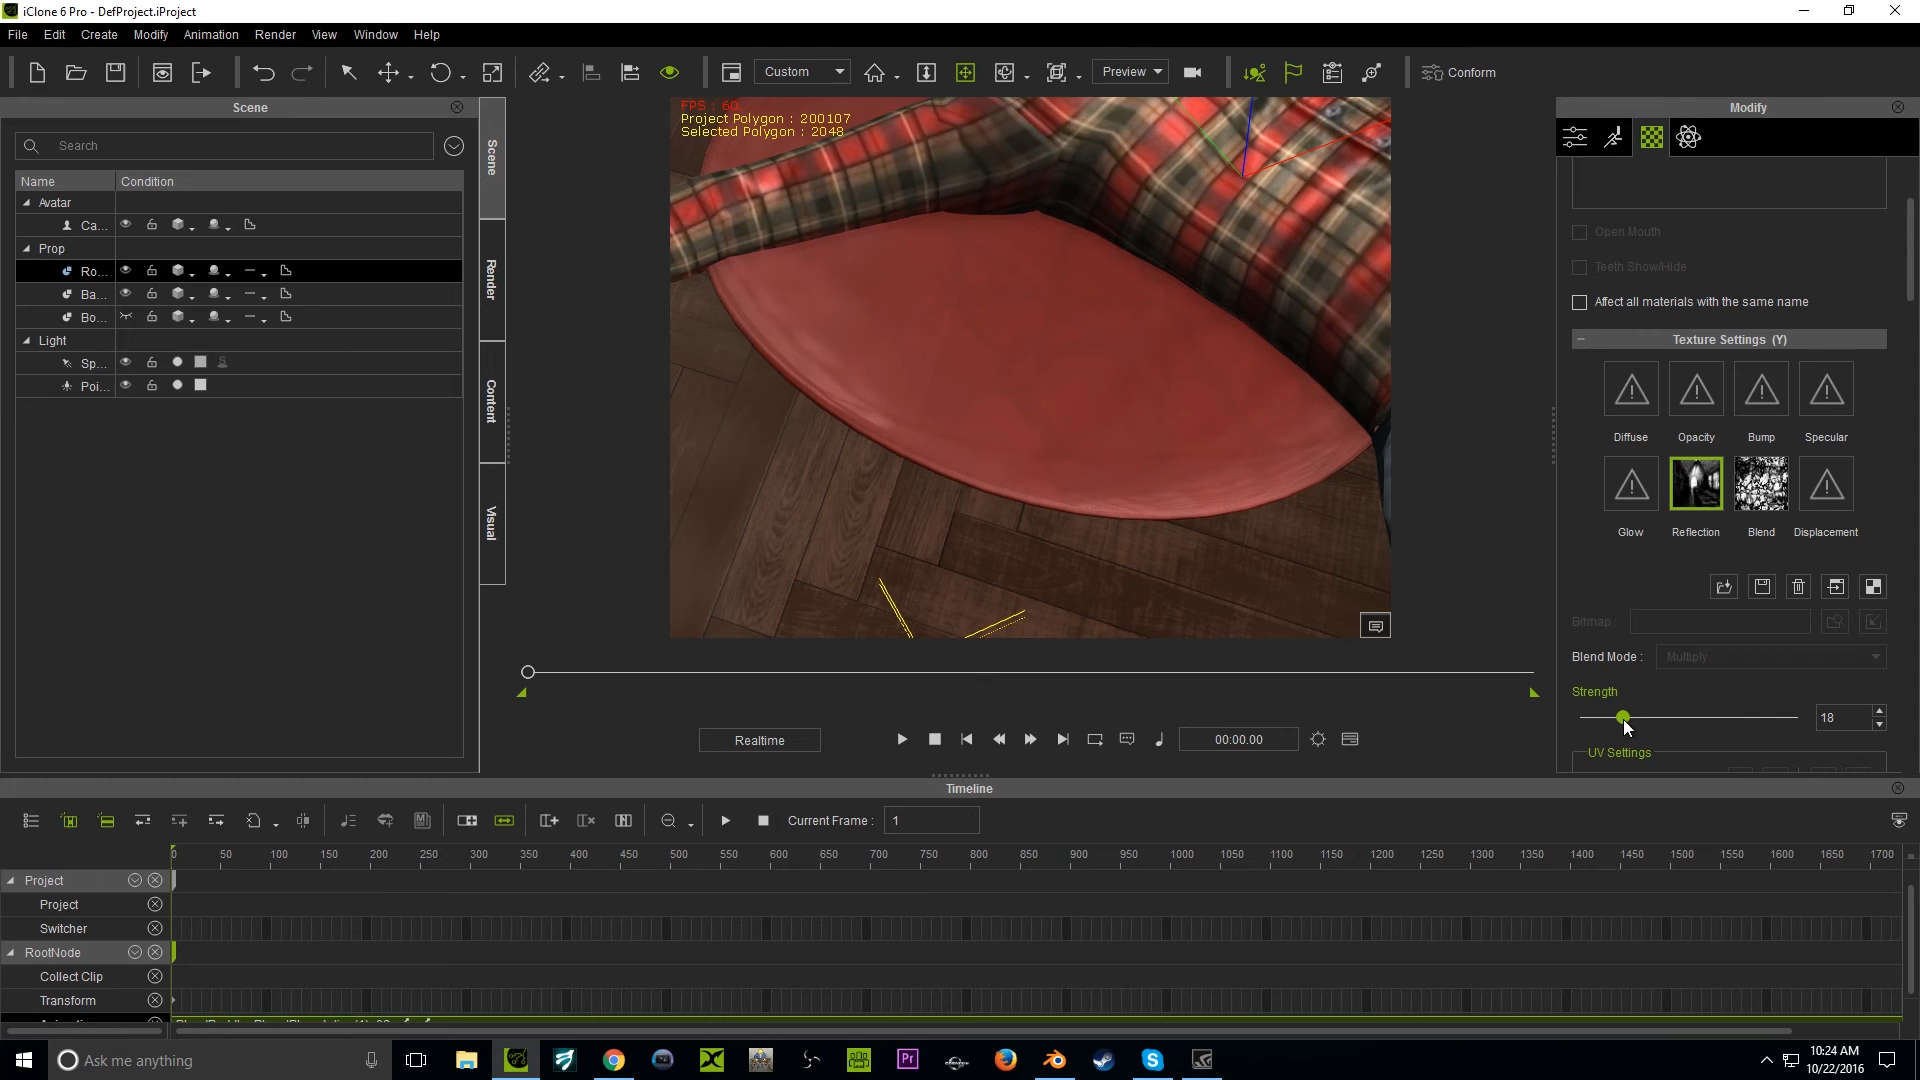 iClone 6 Pro - DefProject.iProject
File Edit Create Modify Animation Render View Window Help
Custom
Preview
Conform
Scene
Search
Name Condition
Avatar
Ca...
Prop
Ro...
Ba...
Bo...
Light
Sp...
S
Poi...
Scene
Render
Content
Visual
FPS : 60
Project Polygon : 200107
Selected Polygon : 2048
Realtime
00:00.00
Modify
Open Mouth
Teeth Show/Hide
Affect all materials with the same name
Texture Settings (Y)
Diffuse Opacity Bump Specular
Glow Reflection Blend Displacement
Bitmap :
Blend Mode : Multiply
Strength
18
UV Settings
Timeline
Current Frame : 1
0 50 100 150 200 250 300 350 400 450 500 550 600 650 700 750 800 850 900 950 1000 1050 1100 1150 1200 1250 1300 1350 1400 1450 1500 1550 1600 1650 1700
Project
Project
Switcher
RootNode
Collect Clip
Transform
Ask me anything
Pr
10:24 AM
10/22/2016